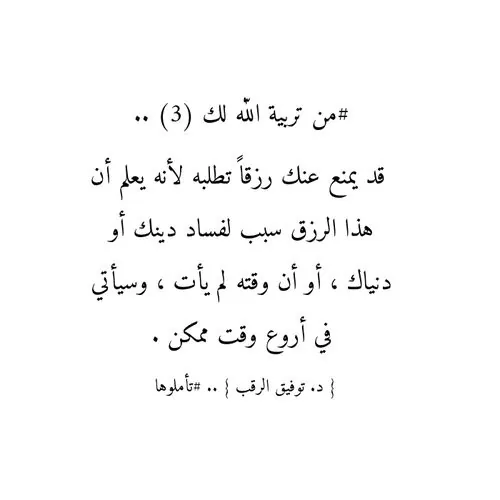 #من تربية الله لك (3) ..
قد يمنع عنك رزقاً تطلبه لأنه يعلم أن
هذا الرزق سبب لفساد دينك أو
دنياك ، أو أن وقته لم يأت ، وسيأتي
في أروع وقت ممكن .
{ د. توفيق الرقب } .. #تأملوها